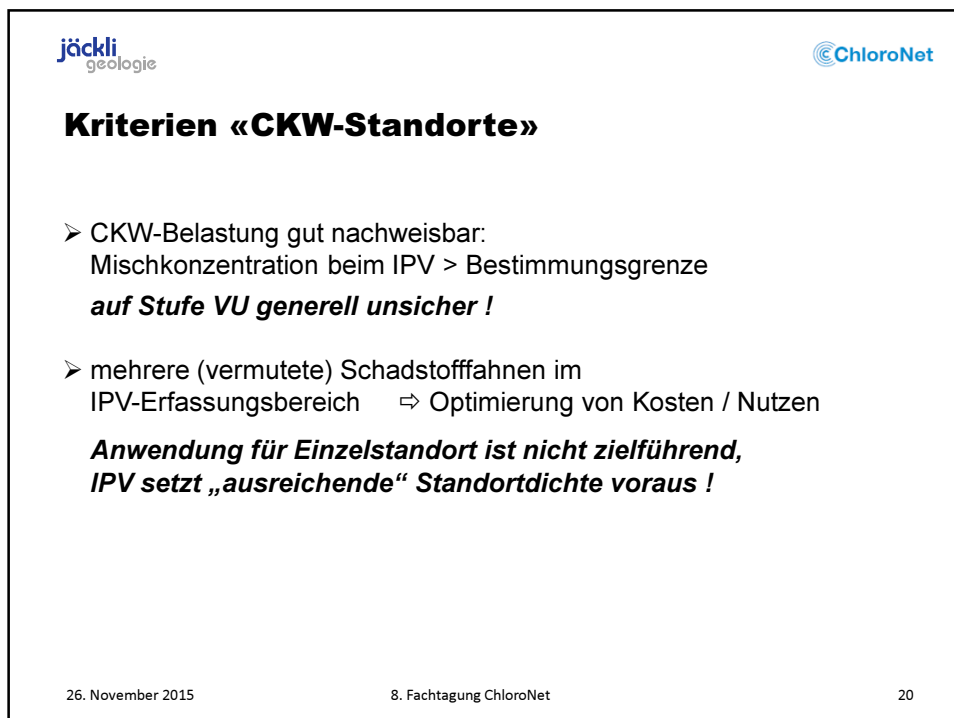 jäckli
geologie
ChloroNet
Kriterien «CKW-Standorte»
➢ CKW-Belastung gut nachweisbar:
Mischkonzentration beim IPV > Bestimmungsgrenze
auf Stufe VU generell unsicher !
➢ mehrere (vermutete) Schadstofffahnen im
IPV-Erfassungsbereich ⇨ Optimierung von Kosten / Nutzen
Anwendung für Einzelstandort ist nicht zielführend,
IPV setzt „ausreichende“ Standortdichte voraus !
26. November 2015
8. Fachtagung ChloroNet
20